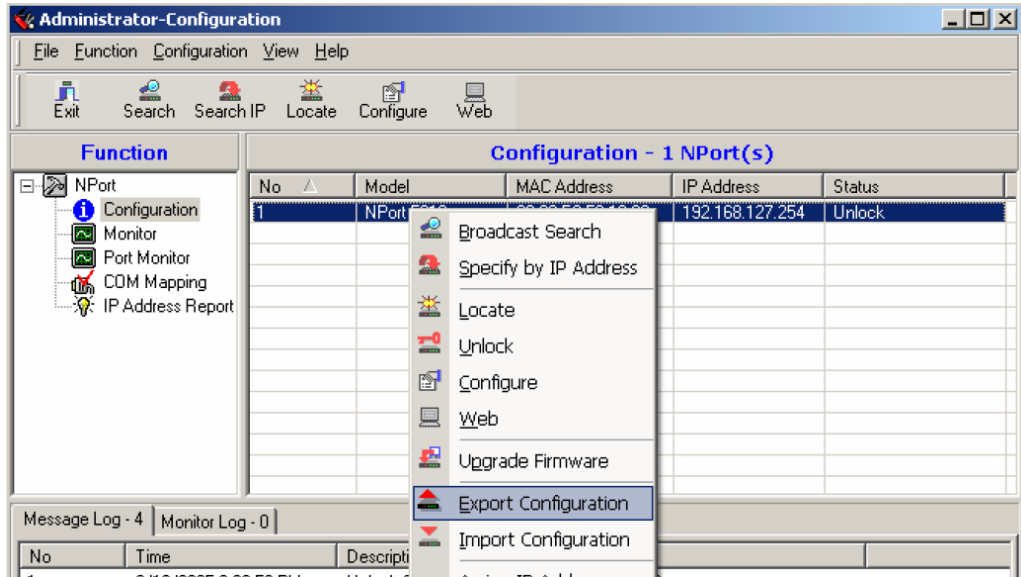 Administrator-Configuration
File Function Configuration View Help
Exit Search Search IP Locate Configure Web
Function
Configuration - 1 NPort(s)
NPort
Configuration
Monitor
Port Monitor
COM Mapping
IP Address Report
No Model MAC Address IP Address Status
1 NPort 192.168.127.254 Unlock
Broadcast Search
Specify by IP Address
Locate
Unlock
Configure
Web
Upgrade Firmware
Export Configuration
Import Configuration
Message Log - 4 Monitor Log - 0
No Time Descripti